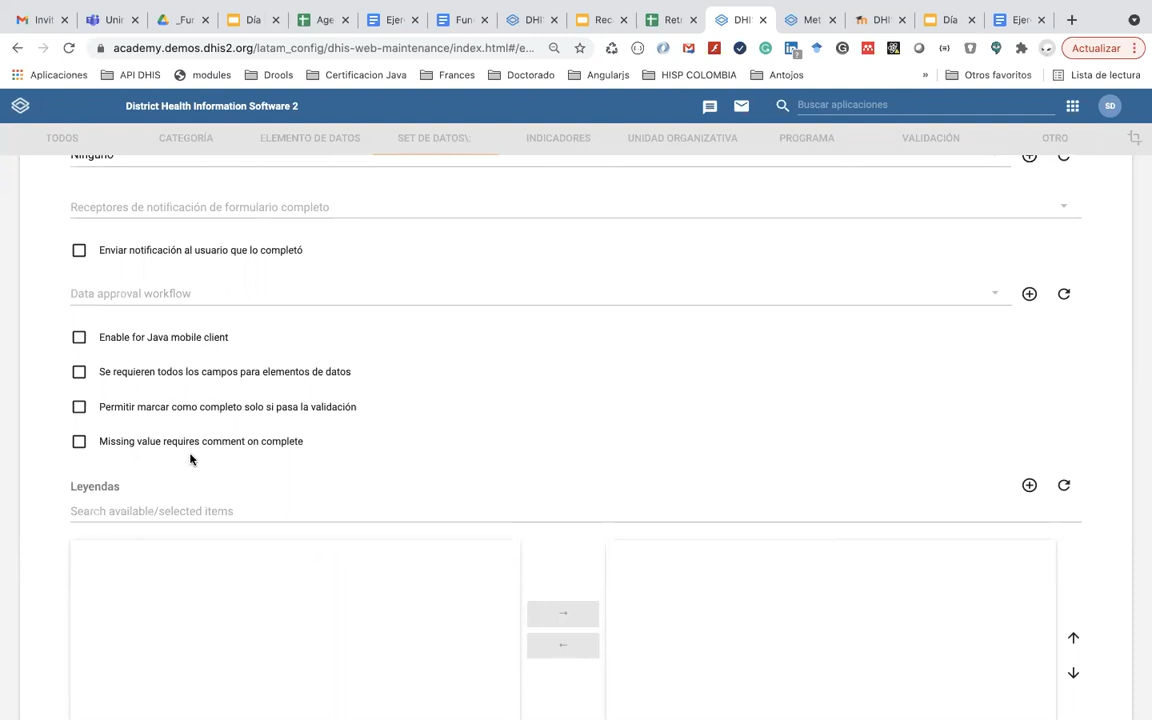 Invit
Unir
_Fur
Día
Age
Ejer
Fun
DHI
Reca
Retr
DHI
Met
DHI
Día
Ejer
academy.demos.dhis2.org/latam_config/dhis-web-maintenance/index.html#/e...
Actualizar
Aplicaciones
API DHIS
modules
Drools
Certificacion Java
Frances
Doctorado
Angularjs
HISP COLOMBIA
Antojos
»
Otros favoritos
Lista de lectura
District Health Information Software 2
Buscar aplicaciones
SD
TODOS
CATEGORÍA
ELEMENTO DE DATOS
SET DE DATOS\:
INDICADORES
UNIDAD ORGANIZATIVA
PROGRAMA
VALIDACIÓN
OTRO
Ninguno
Receptores de notificación de formulario completo
Enviar notificación al usuario que lo completó
Data approval workflow
Enable for Java mobile client
Se requieren todos los campos para elementos de datos
Permitir marcar como completo solo si pasa la validación
Missing value requires comment on complete
Leyendas
Search available/selected items
→
←